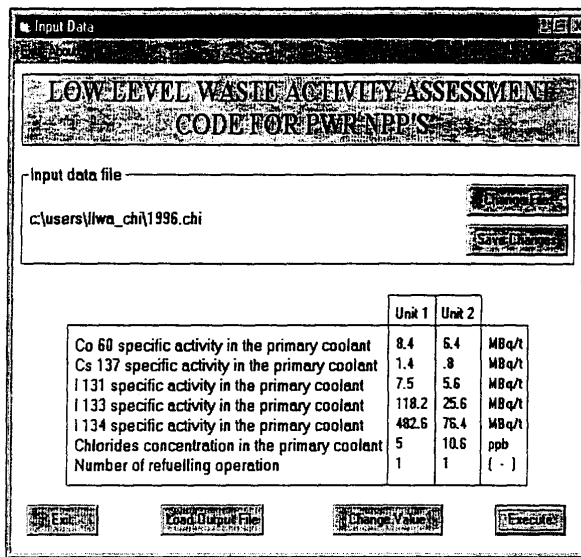 Input Data
LOW LEVEL WASTE ACTIVITY ASSESSMENT
CODE FOR PWR NPP'S
Input data file
Change File
c:\users\llwa_chi\1996.chi
Save Changes
Unit 1 Unit 2
Co 60 specific activity in the primary coolant 8.4 6.4 MBq/t
Cs 137 specific activity in the primary coolant 1.4 .8 MBq/t
I 131 specific activity in the primary coolant 7.5 5.6 MBq/t
I 133 specific activity in the primary coolant 118.2 25.6 MBq/t
I 134 specific activity in the primary coolant 482.6 76.4 MBq/t
Chlorides concentration in the primary coolant 5 10.6 ppb
Number of refuelling operation 1 1 ( - )
Exit Load Output File Change Value Execute